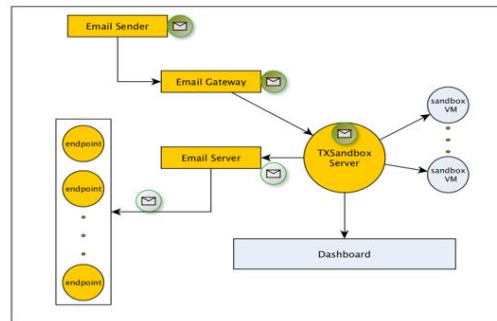 Email Sender
Email Gateway
sandbox
VM
endpoint
Email Server
TXSandbox
Server
endpoint
sandbox
VM
Dashboard
endpoint